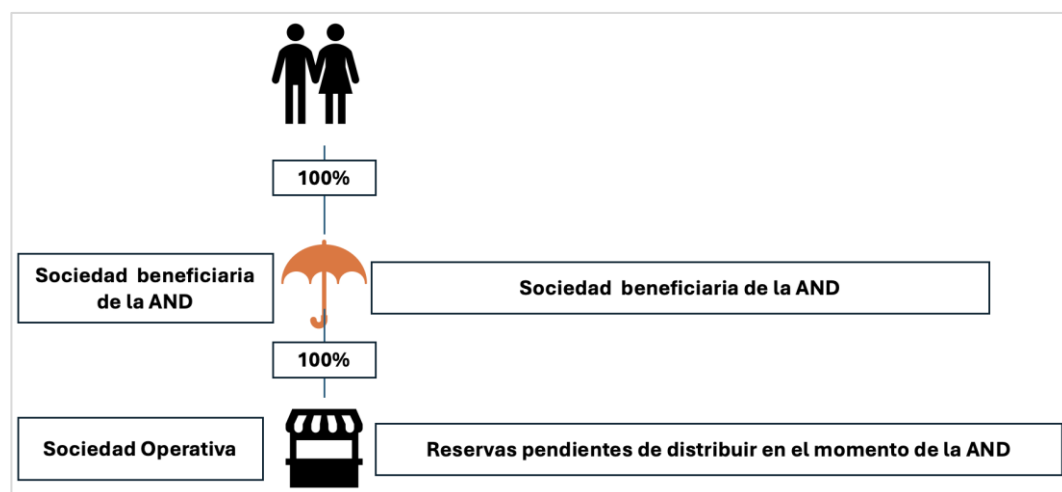 100%
Sociedad beneficiaria
de la AND
Sociedad beneficiaria de la AND
100%
Sociedad Operativa
Reservas pendientes de distribuir en el momento de la AND